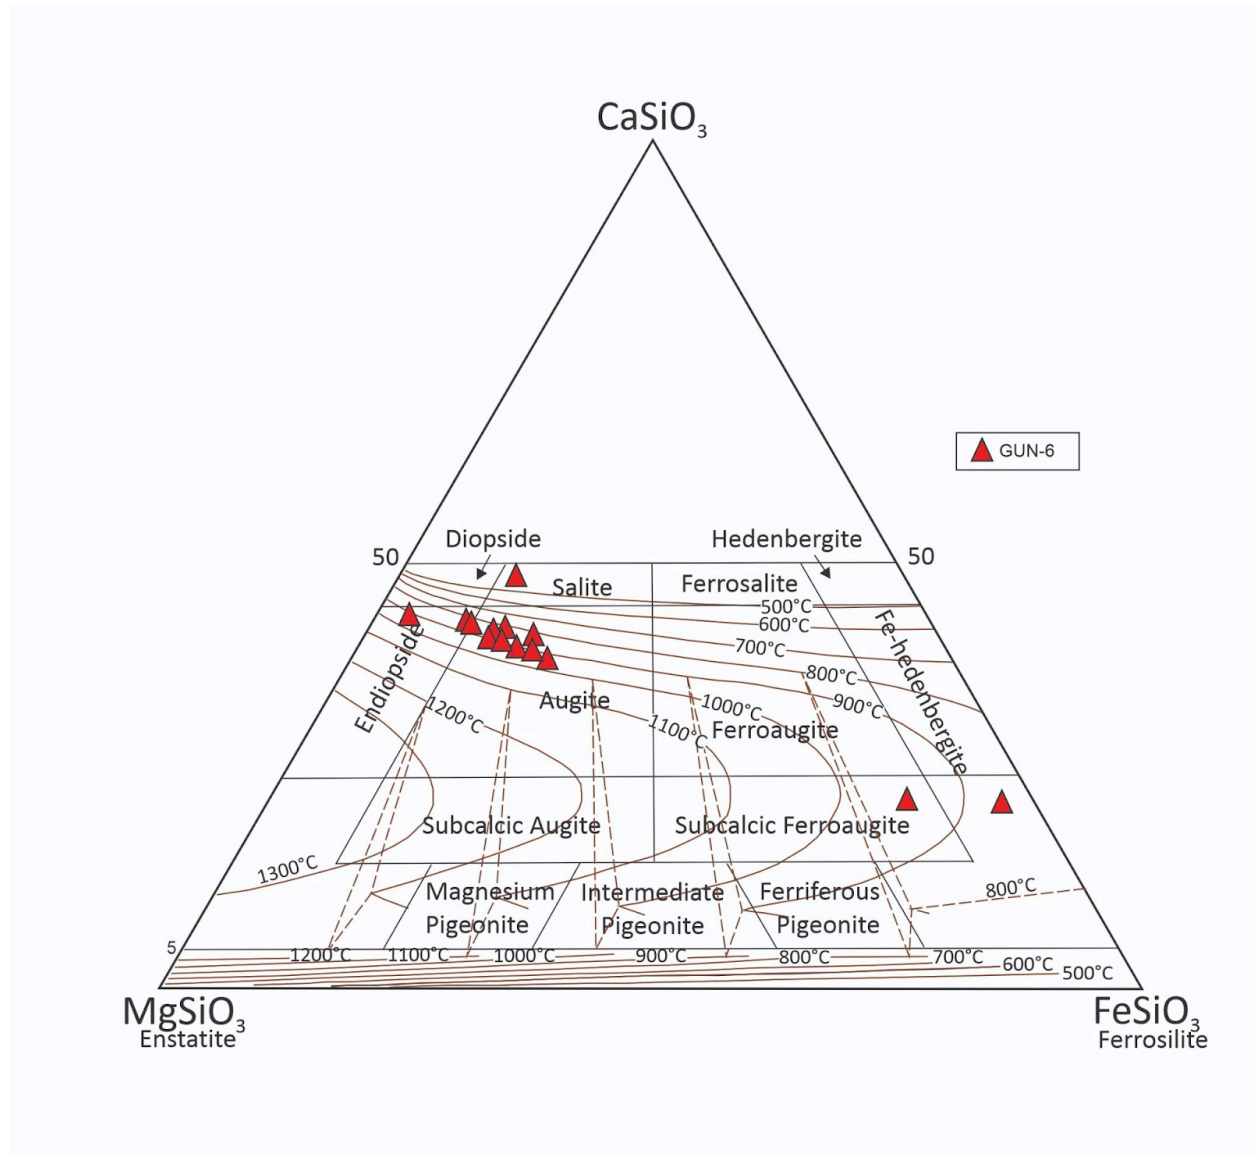 CaSiO3
GUN-6
Diopside
Hedenbergite
50
50
Salite
Ferrosalite
500°C
600°C
700°C
800°C
900°C
1000°C
1100°C
1200°C
Endiopside
Fe-hedenbergite
Augite
Ferroaugite
Subcalcic Augite
Subcalcic Ferroaugite
1300°C
Magnesium
Pigeonite
Intermediate
Pigeonite
Ferriferous
Pigeonite
800°C
5
1200°C
1100°C
1000°C
900°C
800°C
700°C
600°C
500°C
MgSiO3
Enstatite
FeSiO3
Ferrosilite